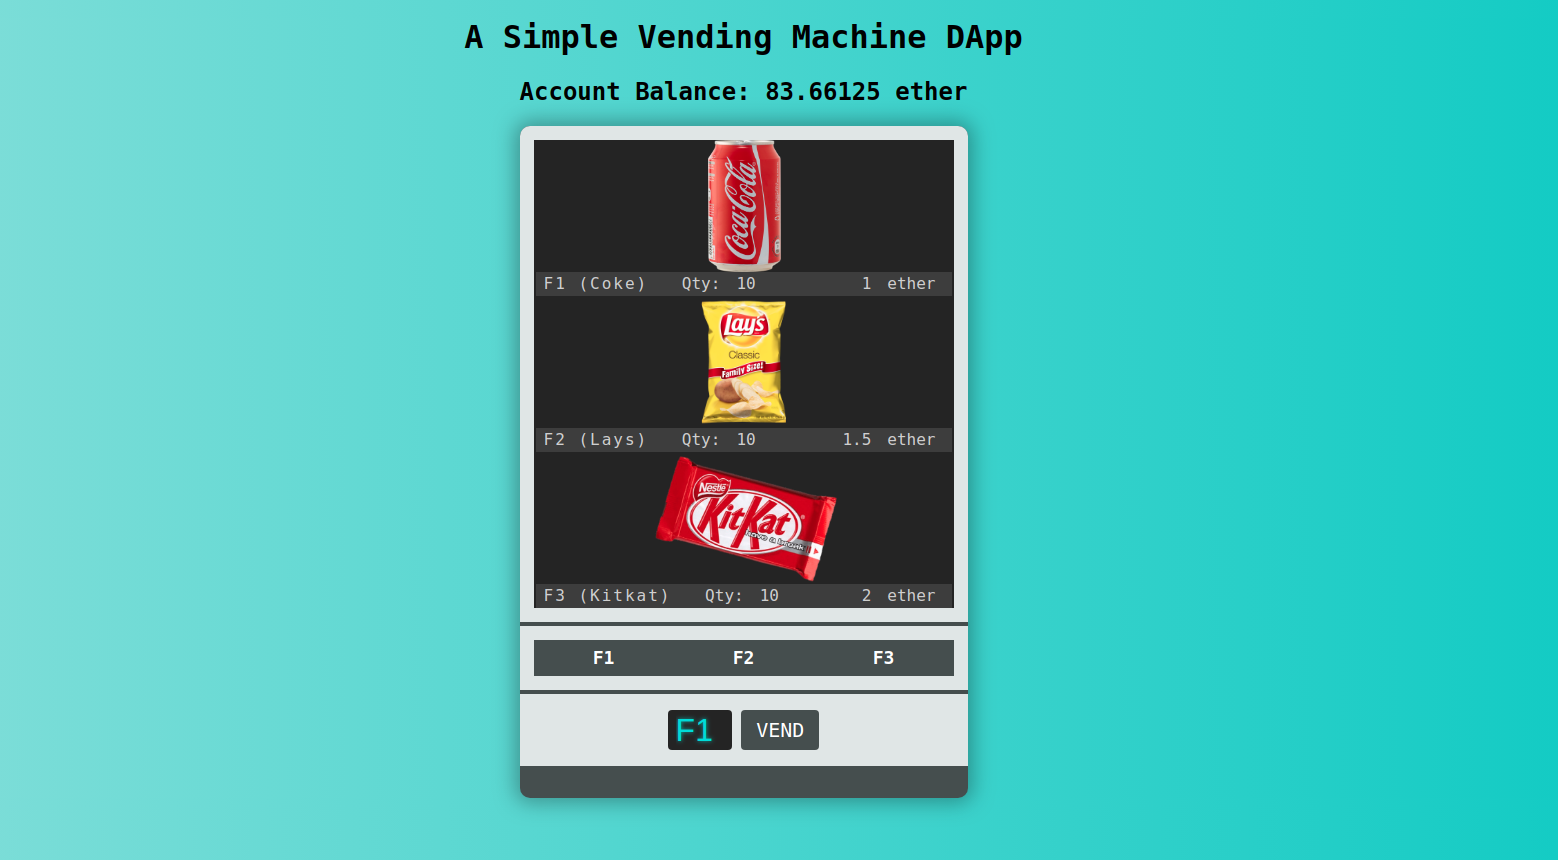 A Simple Vending Machine DApp
Account Balance: 83.66125 ether
Coca-Cola
F1 (Coke) Qty: 10 1 ether
Lay's
Classic
Family Size!
F2 (Lays) Qty: 10 1.5 ether
Nestle
KitKat
F3 (Kitkat) Qty: 10 2 ether
F1 F2 F3
F1 VEND